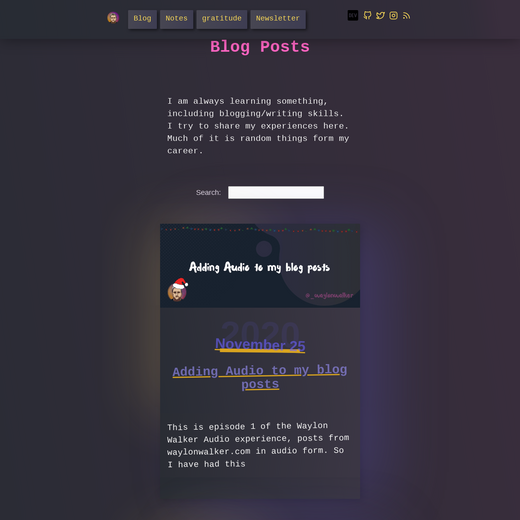 Blog Notes gratitude Newsletter
DEV
Blog Posts
I am always learning something,
including blogging/writing skills.
I try to share my experiences here.
Much of it is random things form my
career.
Search:
Adding Audio to my blog posts
@_waylonwalker
2020
November 25
Adding Audio to my blog
posts
This is episode 1 of the Waylon
Walker Audio experience, posts from
waylonwalker.com in audio form. So
I have had this